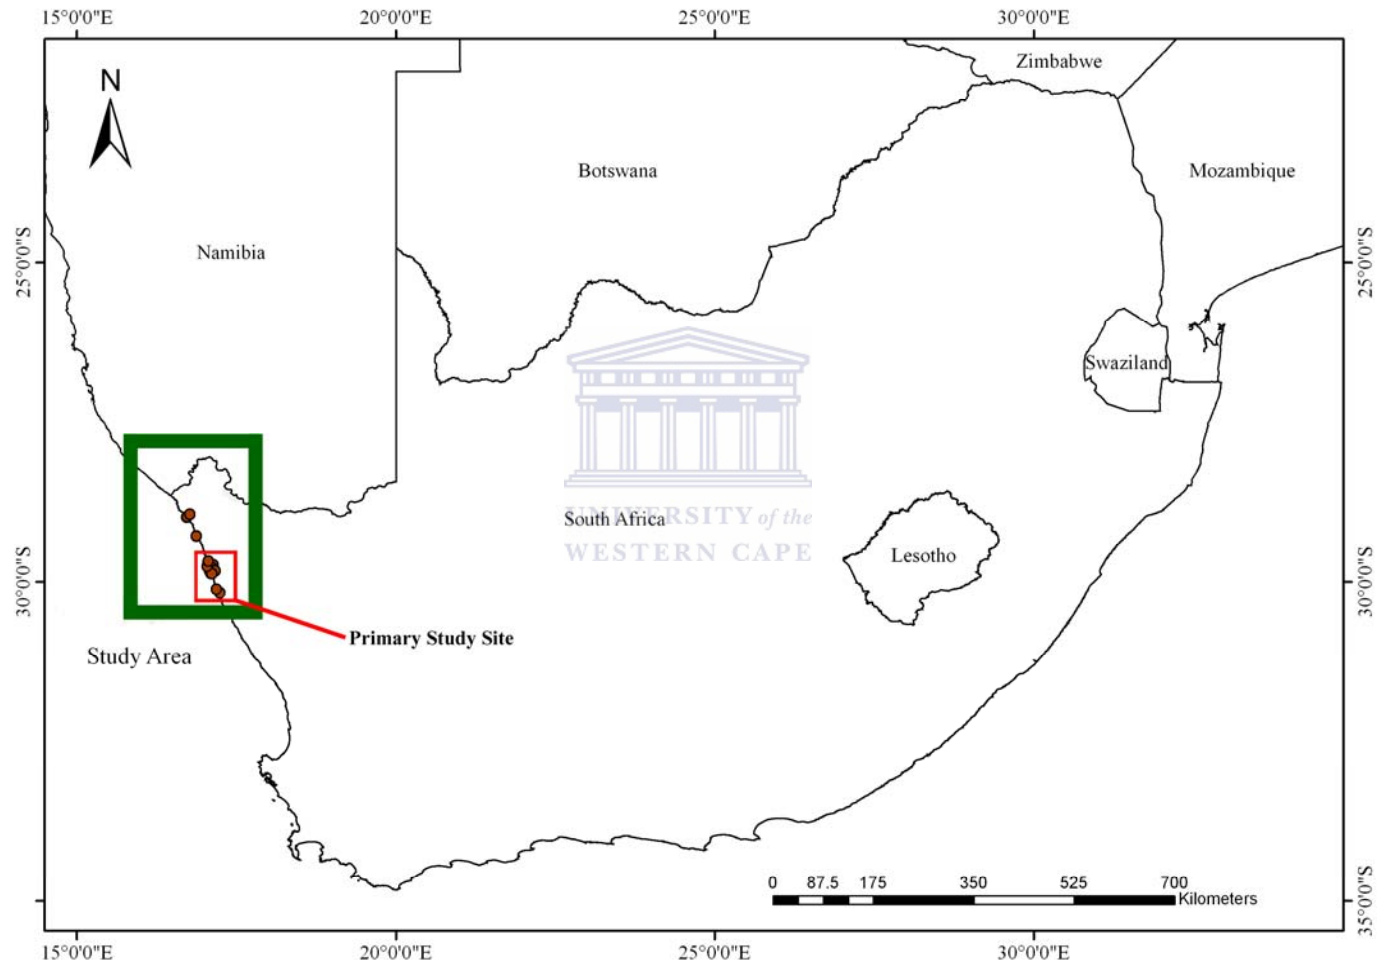 15°0'0"E 20°0'0"E 25°0'0"E 30°0'0"E
N
Zimbabwe
Botswana
Mozambique
Namibia
25°0'0"S
25°0'0"S
Swaziland
South Africa
UNIVERSITY of the
WESTERN CAPE
Lesotho
30°0'0"S
30°0'0"S
Primary Study Site
Study Area
0 87.5 175 350 525 700
Kilometers
35°0'0"S
15°0'0"E 20°0'0"E 25°0'0"E 30°0'0"E